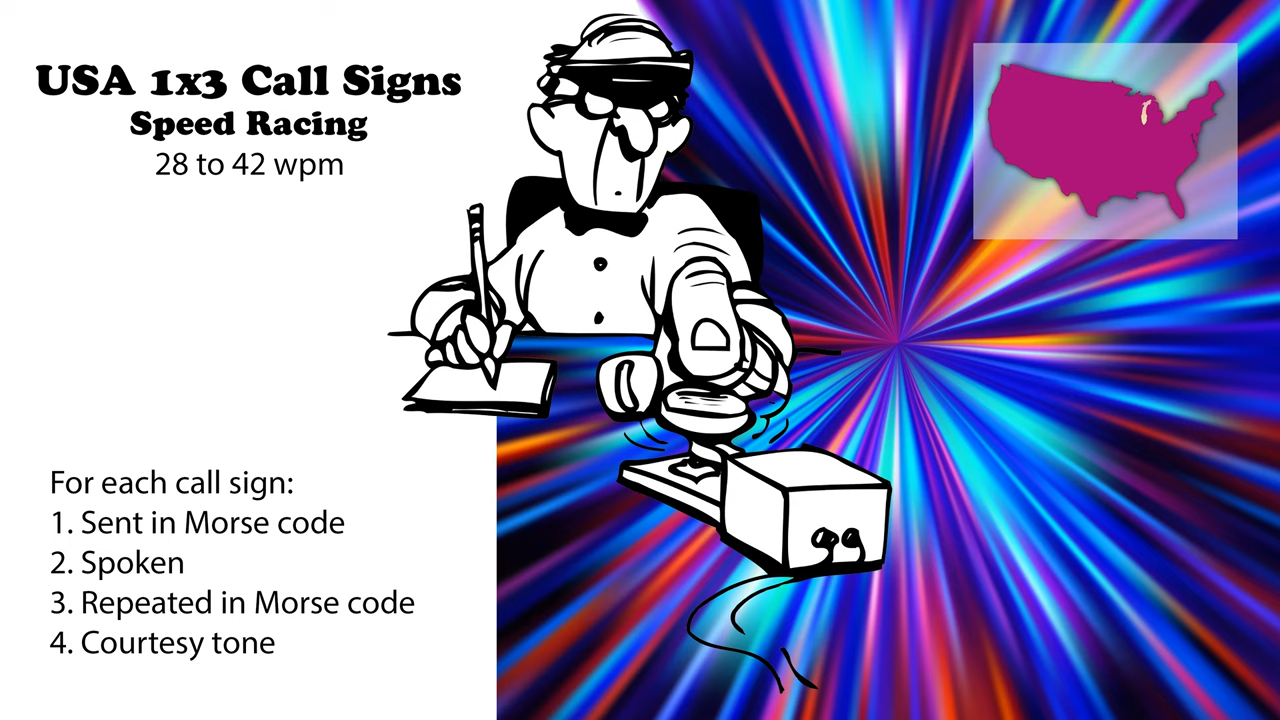 USA 1x3 Call Signs
Speed Racing
28 to 42 wpm
For each call sign:
1. Sent in Morse code
2. Spoken
3. Repeated in Morse code
4. Courtesy tone